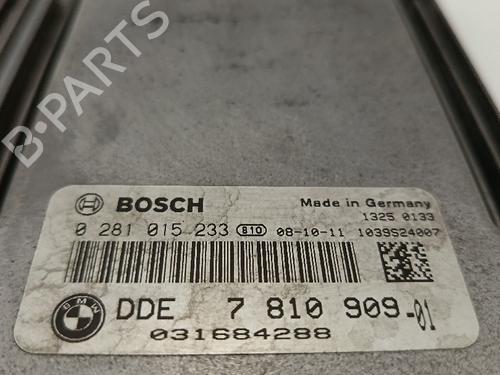 B-PARTS
BOSCH
Made in Germany
1325 0133
0 281 015 233 810 08-10-11 1039S24007
BMW
DDE 7 810 909-01
031684288